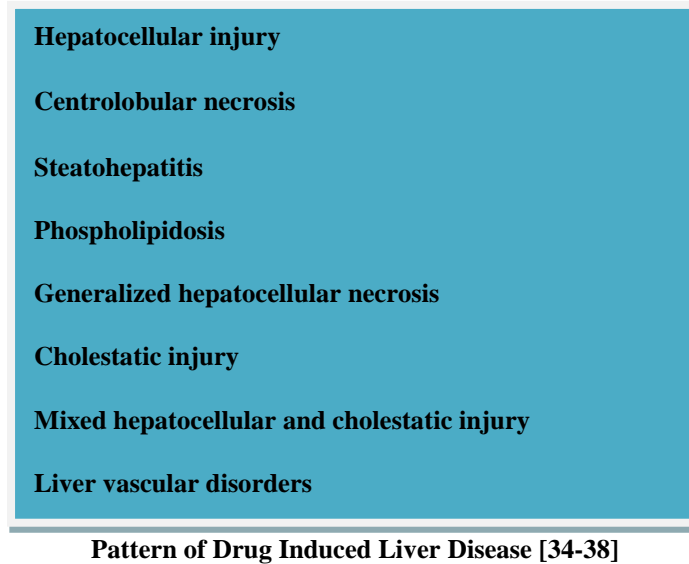 Hepatocellular injury
Centrolobular necrosis
Steatohepatitis
Phospholipidosis
Generalized hepatocellular necrosis
Cholestatic injury
Mixed hepatocellular and cholestatic injury
Liver vascular disorders
Pattern of Drug Induced Liver Disease [34-38]